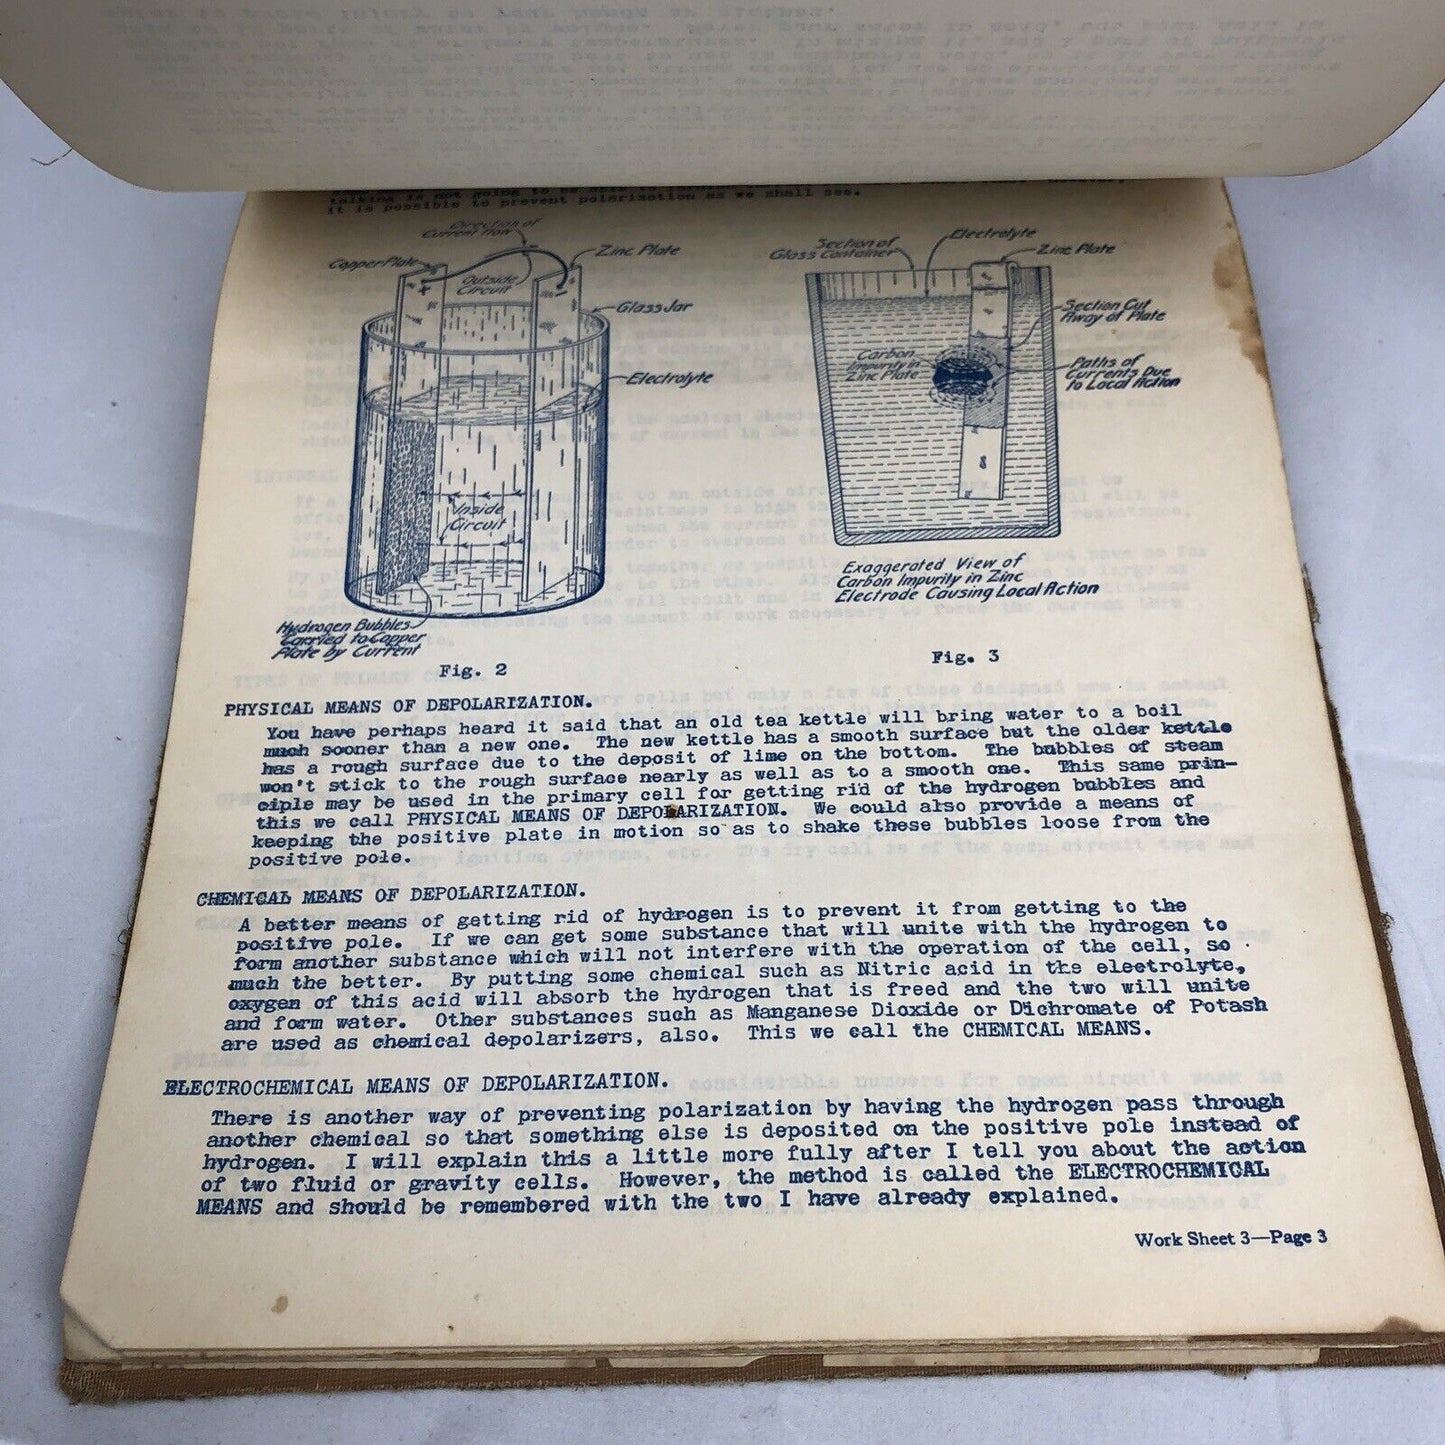 talking is not going to be able to
it is possible to prevent polarization as we shall see.
Direction of
Current flow
Copper Plate
Zinc Plate
Outside
Circuit
Glass Jar
Electrolyte
Inside
Circuit
Hydrogen Bubbles
Carried to Copper
Plate by Current
Fig. 2
Section of
Glass Container
Electrolyte
Zinc Plate
Section Cut
Away of Plate
Carbon
Impurity in
Zinc Plate
Paths of
Currents Due
to Local Action
Exaggerated View of
Carbon Impurity in Zinc
Electrode Causing Local Action
Fig. 3
PHYSICAL MEANS OF DEPOLARIZATION.
You have perhaps heard it said that an old tea kettle will bring water to a boil
much sooner than a new one. The new kettle has a smooth surface but the older kettle
has a rough surface due to the deposit of lime on the bottom. The bubbles of steam
won't stick to the rough surface nearly as well as to a smooth one. This same prin-
ciple may be used in the primary cell for getting rid of the hydrogen bubbles and
this we call PHYSICAL MEANS OF DEPOLARIZATION. We could also provide a means of
keeping the positive plate in motion so as to shake these bubbles loose from the
positive pole.
CHEMICAL MEANS OF DEPOLARIZATION.
A better means of getting rid of hydrogen is to prevent it from getting to the
positive pole. If we can get some substance that will unite with the hydrogen to
form another substance which will not interfere with the operation of the cell, so
much the better. By putting some chemical such as Nitric acid in the electrolyte,
oxygen of this acid will absorb the hydrogen that is freed and the two will unite
and form water. Other substances such as Manganese Dioxide or Dichromate of Potash
are used as chemical depolarizers, also. This we call the CHEMICAL MEANS.
ELECTROCHEMICAL MEANS OF DEPOLARIZATION.
There is another way of preventing polarization by having the hydrogen pass through
another chemical so that something else is deposited on the positive pole instead of
hydrogen. I will explain this a little more fully after I tell you about the action
of two fluid or gravity cells. However, the method is called the ELECTROCHEMICAL
MEANS and should be remembered with the two I have already explained.
Work Sheet 3—Page 3